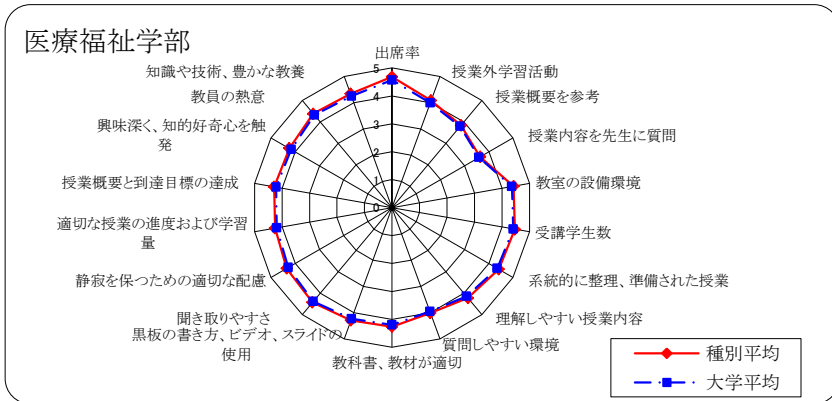 医療福祉学部
出席率
授業外学習活動
授業概要を参考
授業内容を先生に質問
教室の設備環境
受講学生数
系統的に整理、準備された授業
理解しやすい授業内容
質問しやすい環境
教科書、教材が適切
黒板の書き方、ビデオ、スライドの
使用
聞き取りやすさ
静寂を保つための適切な配慮
適切な授業の進度および学習
量
授業概要と到達目標の達成
興味深く、知的好奇心を触
発
教員の熱意
知識や技術、豊かな教養
5
4
3
2
1
0
種別平均
大学平均